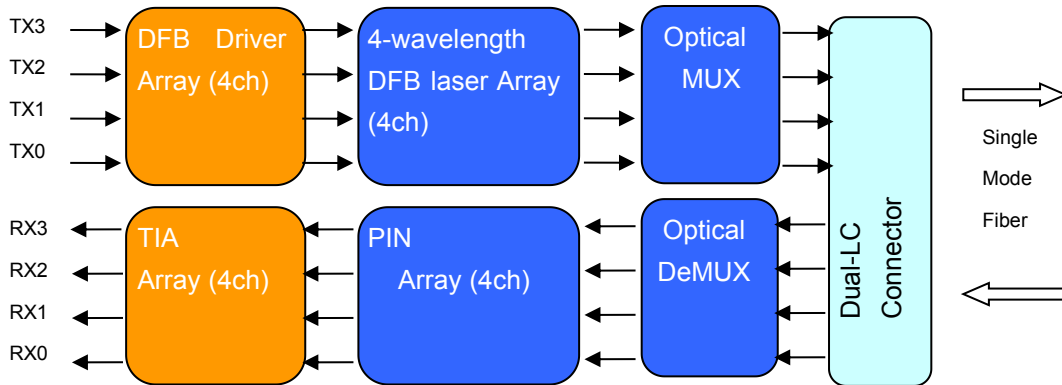 TX3
TX2
TX1
TX0
DFB Driver
Array (4ch)
4-wavelength
DFB laser Array
(4ch)
Optical
MUX
RX3
RX2
RX1
RX0
TIA
Array (4ch)
PIN
Array (4ch)
Optical
DeMUX
Dual-LC
Connector
Single
Mode
Fiber